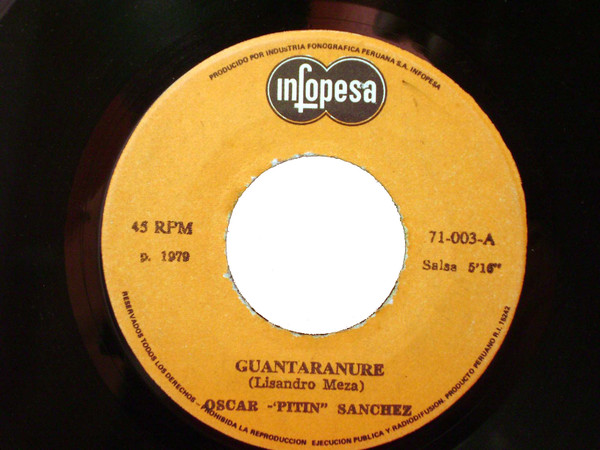 PRODUCIDO POR INDUSTRIA FONOGRAFICA PERUANA S.A. INFOPESA
infopesa
45 RPM
p. 1979
71-003-A
Salsa 5'16""
GUANTARANURE
(Lisandro Meza)
OSCAR -'PITIN" SANCHEZ
RESERVADOS TODOS LOS DERECHOS - PROHIBIDA LA REPRODUCCION EJECUCION PUBLICA Y RADIODIFUSION. PRODUCTO PERUANO R.I. 16243